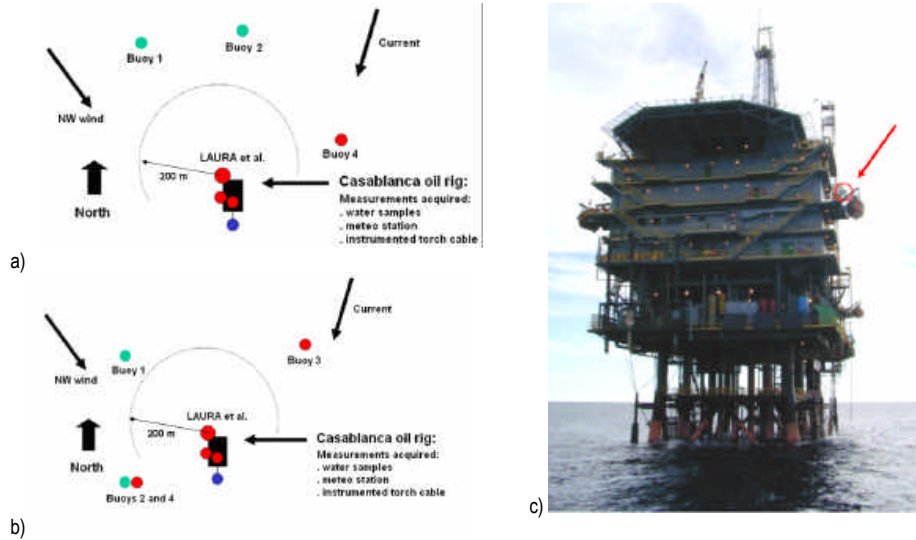 a)
Buoy 1
Buoy 2
Current
NW wind
Buoy 4
LAURA et al.
200 m
Casablanca oil rig:
North
Measurements acquired:
. water samples
. meteo station
. instrumented torch cable
b)
Current
Buoy 3
NW wind
Buoy 1
LAURA et al.
200 m
Casablanca oil rig:
North
Measurements acquired:
. water samples
. meteo station
. instrumented torch cable
Buoys 2 and 4
c)